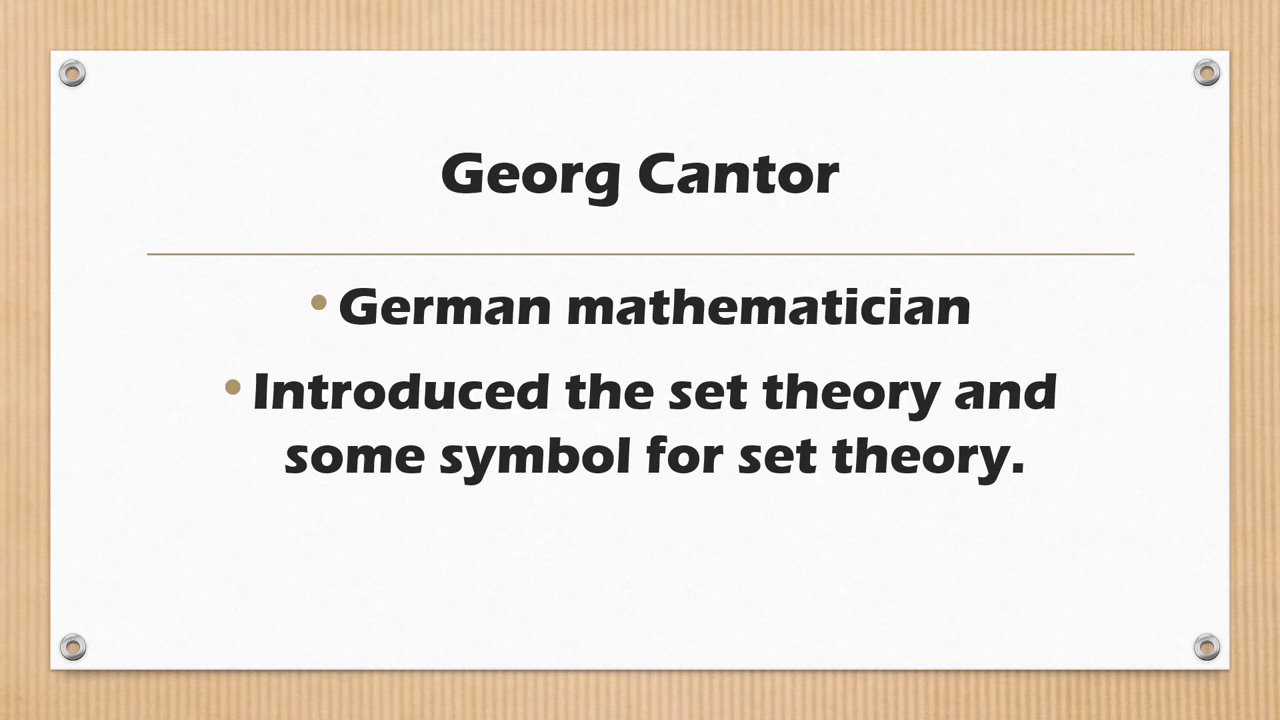 Georg Cantor
• German mathematician
• Introduced the set theory and
some symbol for set theory.